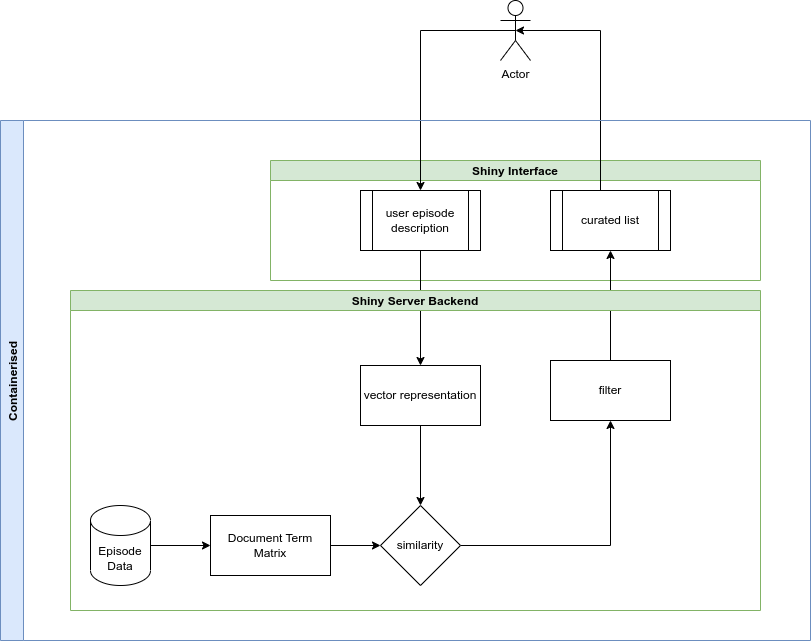 Actor
Containerised
Shiny Interface
user episode
description
curated list
Shiny Server Backend
vector representation
filter
Episode
Data
Document Term
Matrix
similarity